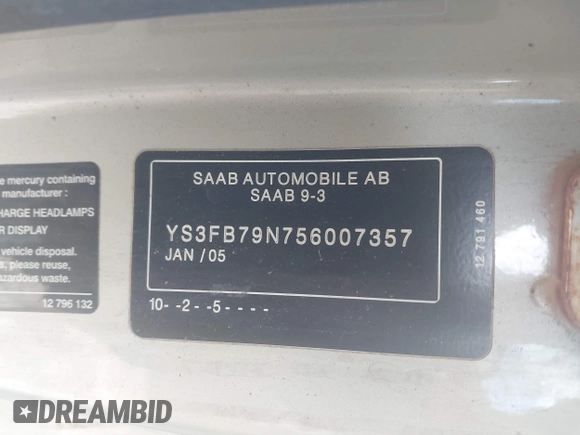 e mercury containing
manufacturer :
HARGE HEADLAMPS
R DISPLAY
vehicle disposal.
s, please reuse,
azardous waste.
12 796 132
SAAB AUTOMOBILE AB
SAAB 9-3
YS3FB79N756007357
JAN / 05
10- -2- -5- - - -
12 791 460
DREAMBID